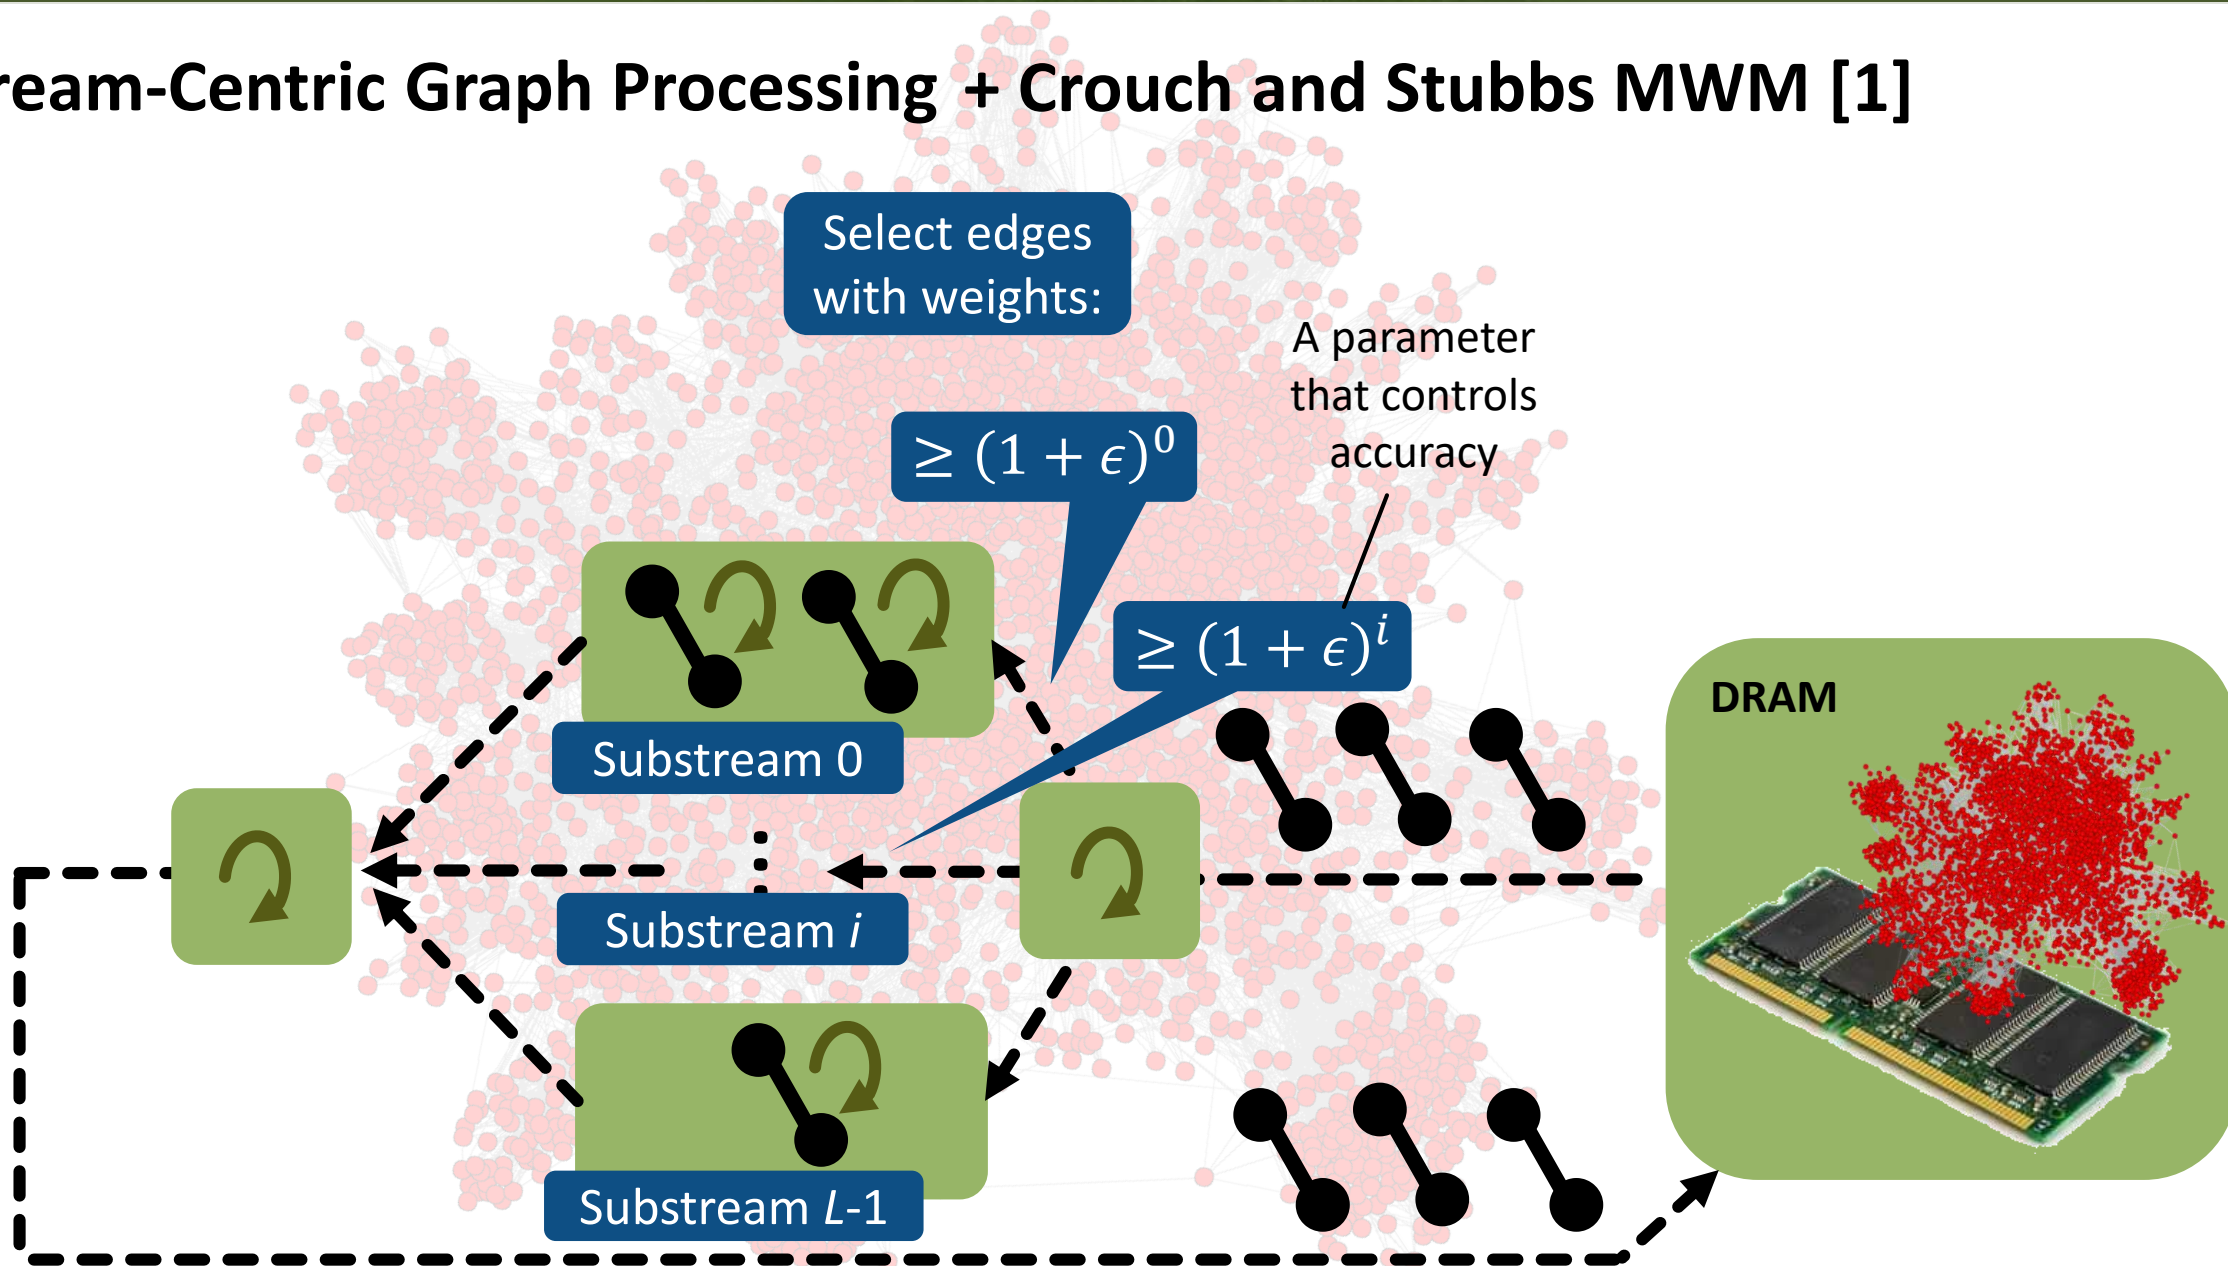 ream-Centric Graph Processing + Crouch and Stubbs MWM [1]
Select edges
with weights:
A parameter
that controls
accuracy
≥ (1 + ϵ)^0
≥ (1 + ϵ)^i
DRAM
Substream 0
Substream i
Substream L-1